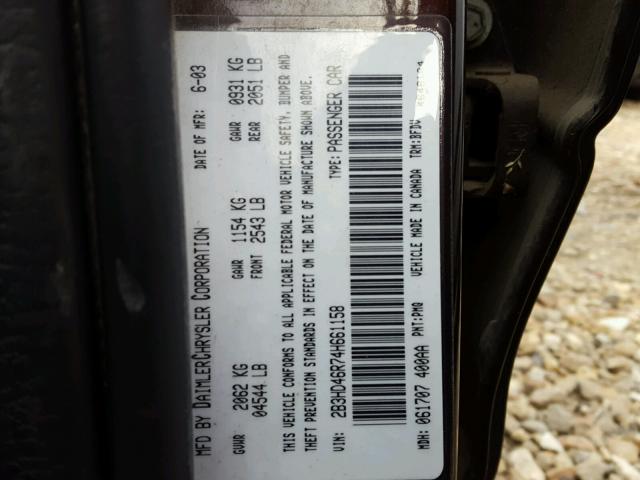 MFD BY DAIMLERCHRYSLER CORPORATION DATE OF MFR: 6-03
GVWR 2062 KG GAWR 1154 KG GAWR 0931 KG
04544 LB FRONT 2543 LB REAR 2051 LB
THIS VEHICLE CONFORMS TO ALL APPLICABLE FEDERAL MOTOR VEHICLE SAFETY, BUMPER AND
THEFT PREVENTION STANDARDS IN EFFECT ON THE DATE OF MANUFACTURE SHOWN ABOVE.
VIN: 2B3HD46R74H661158 TYPE: PASSENGER CAR
MDH: 061707 400AA PNT: PMQ VEHICLE MADE IN CANADA TRM: BFDV